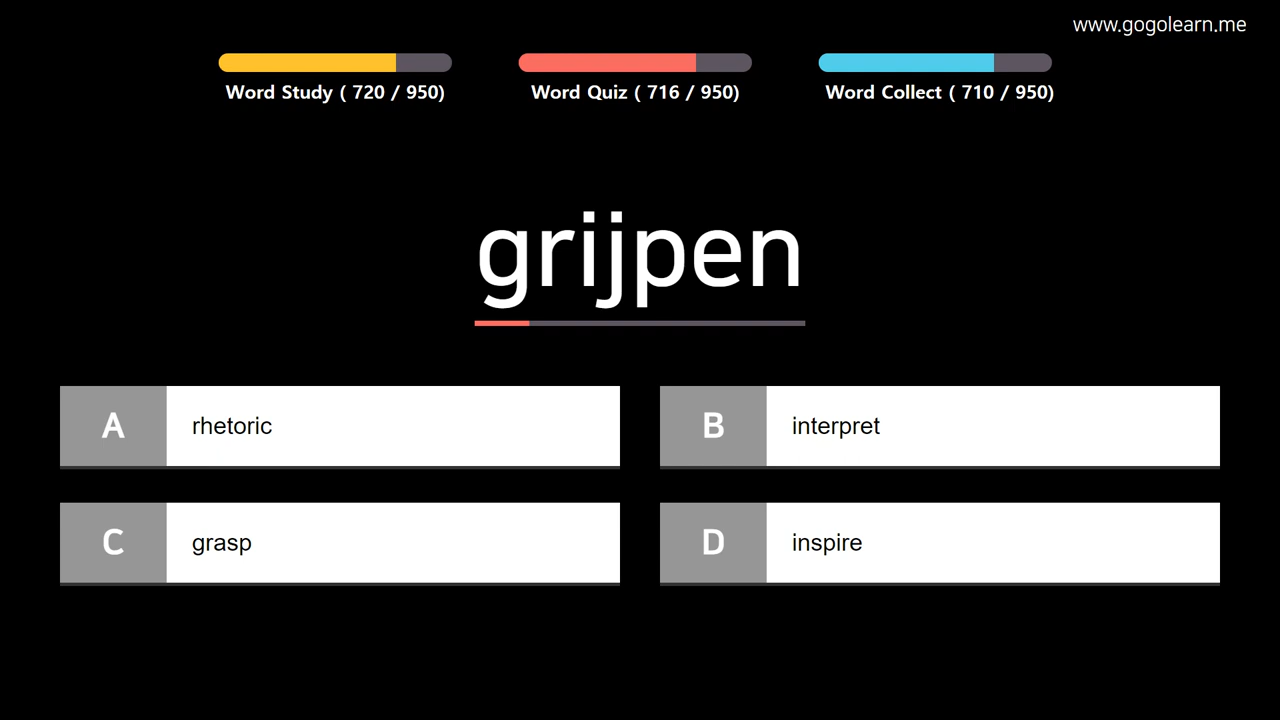 www.gogolearn.me
Word Study ( 720 / 950)
Word Quiz ( 716 / 950)
Word Collect ( 710 / 950)
grijpen
A rhetoric
B interpret
C grasp
D inspire